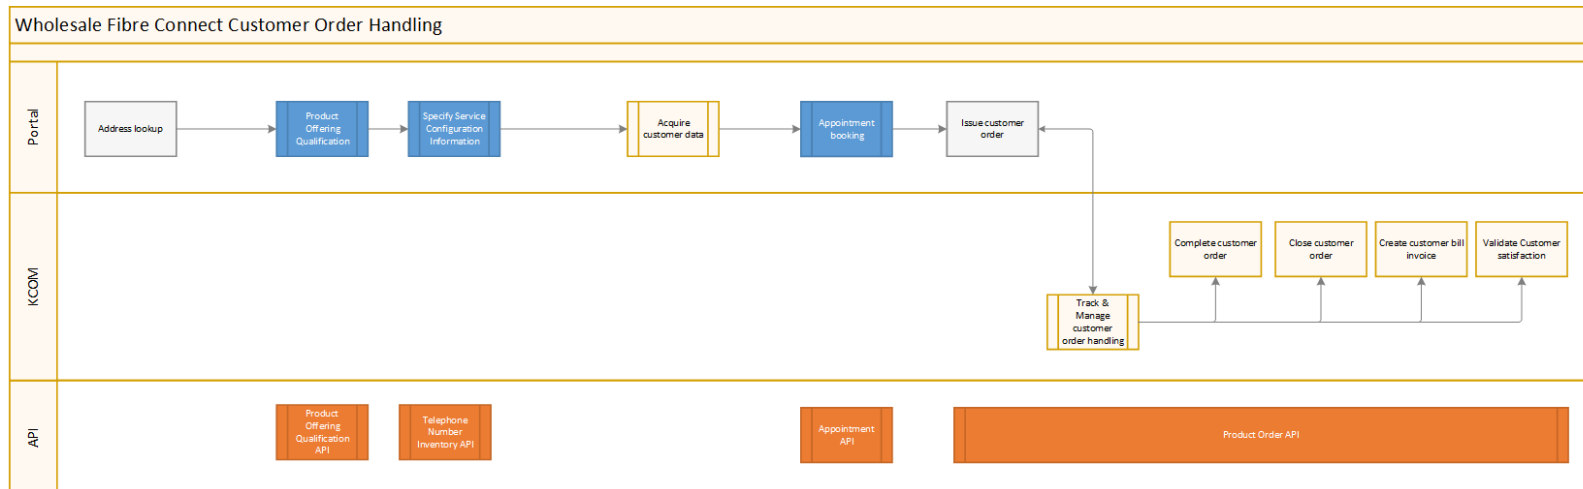 Wholesale Fibre Connect Customer Order Handling
Portal
Address lookup
Product
Offering
Qualification
Specify Service
Configuration
Information
Acquire
customer data
Appointment
booking
Issue customer
order
KCOM
Track &
Manage
customer
order handling
Complete customer
order
Close customer
order
Create customer bill
invoice
Validate Customer
satisfaction
API
Product
Offering
Qualification
API
Telephone
Number
Inventory API
Appointment
API
Product Order API